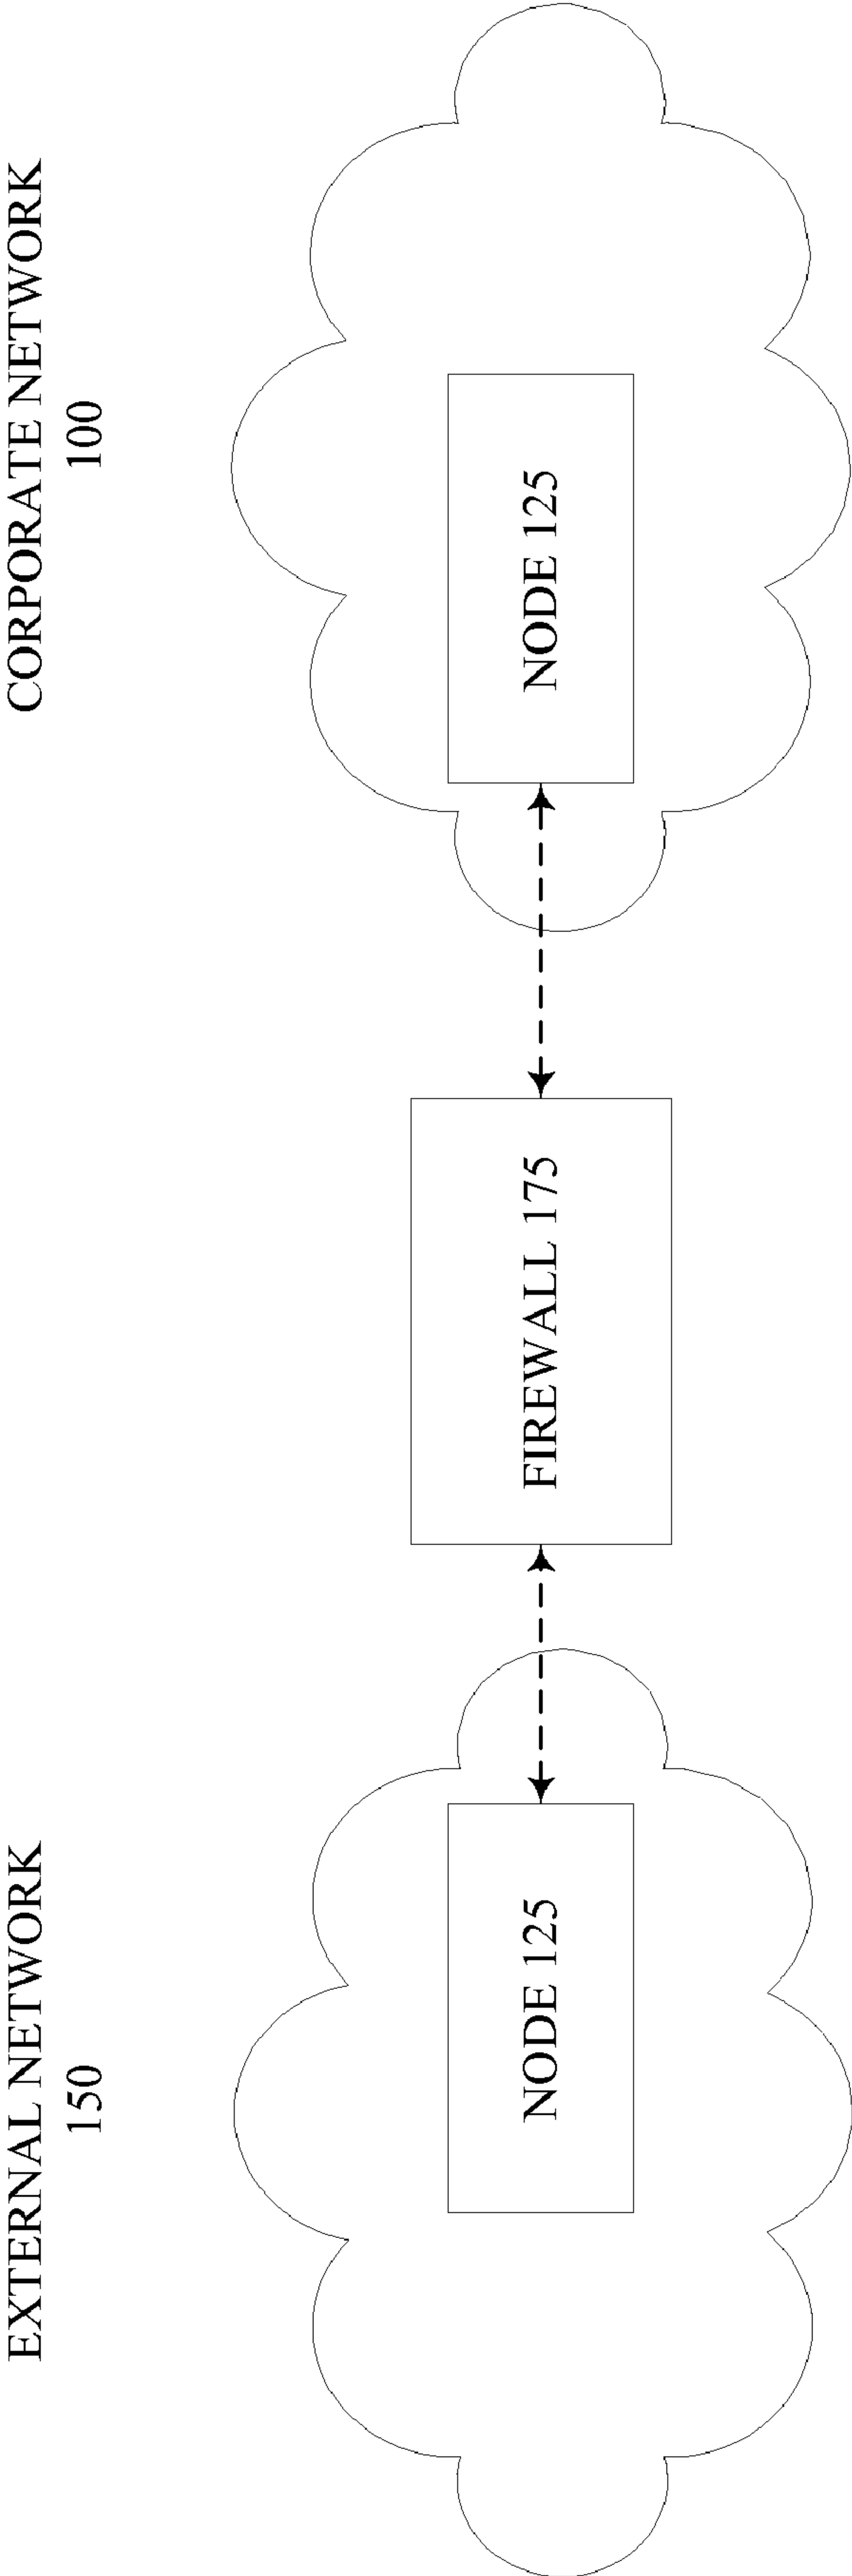 EXTERNAL NETWORK
150
CORPORATE NETWORK
100
NODE 125
FIREWALL 175
NODE 125